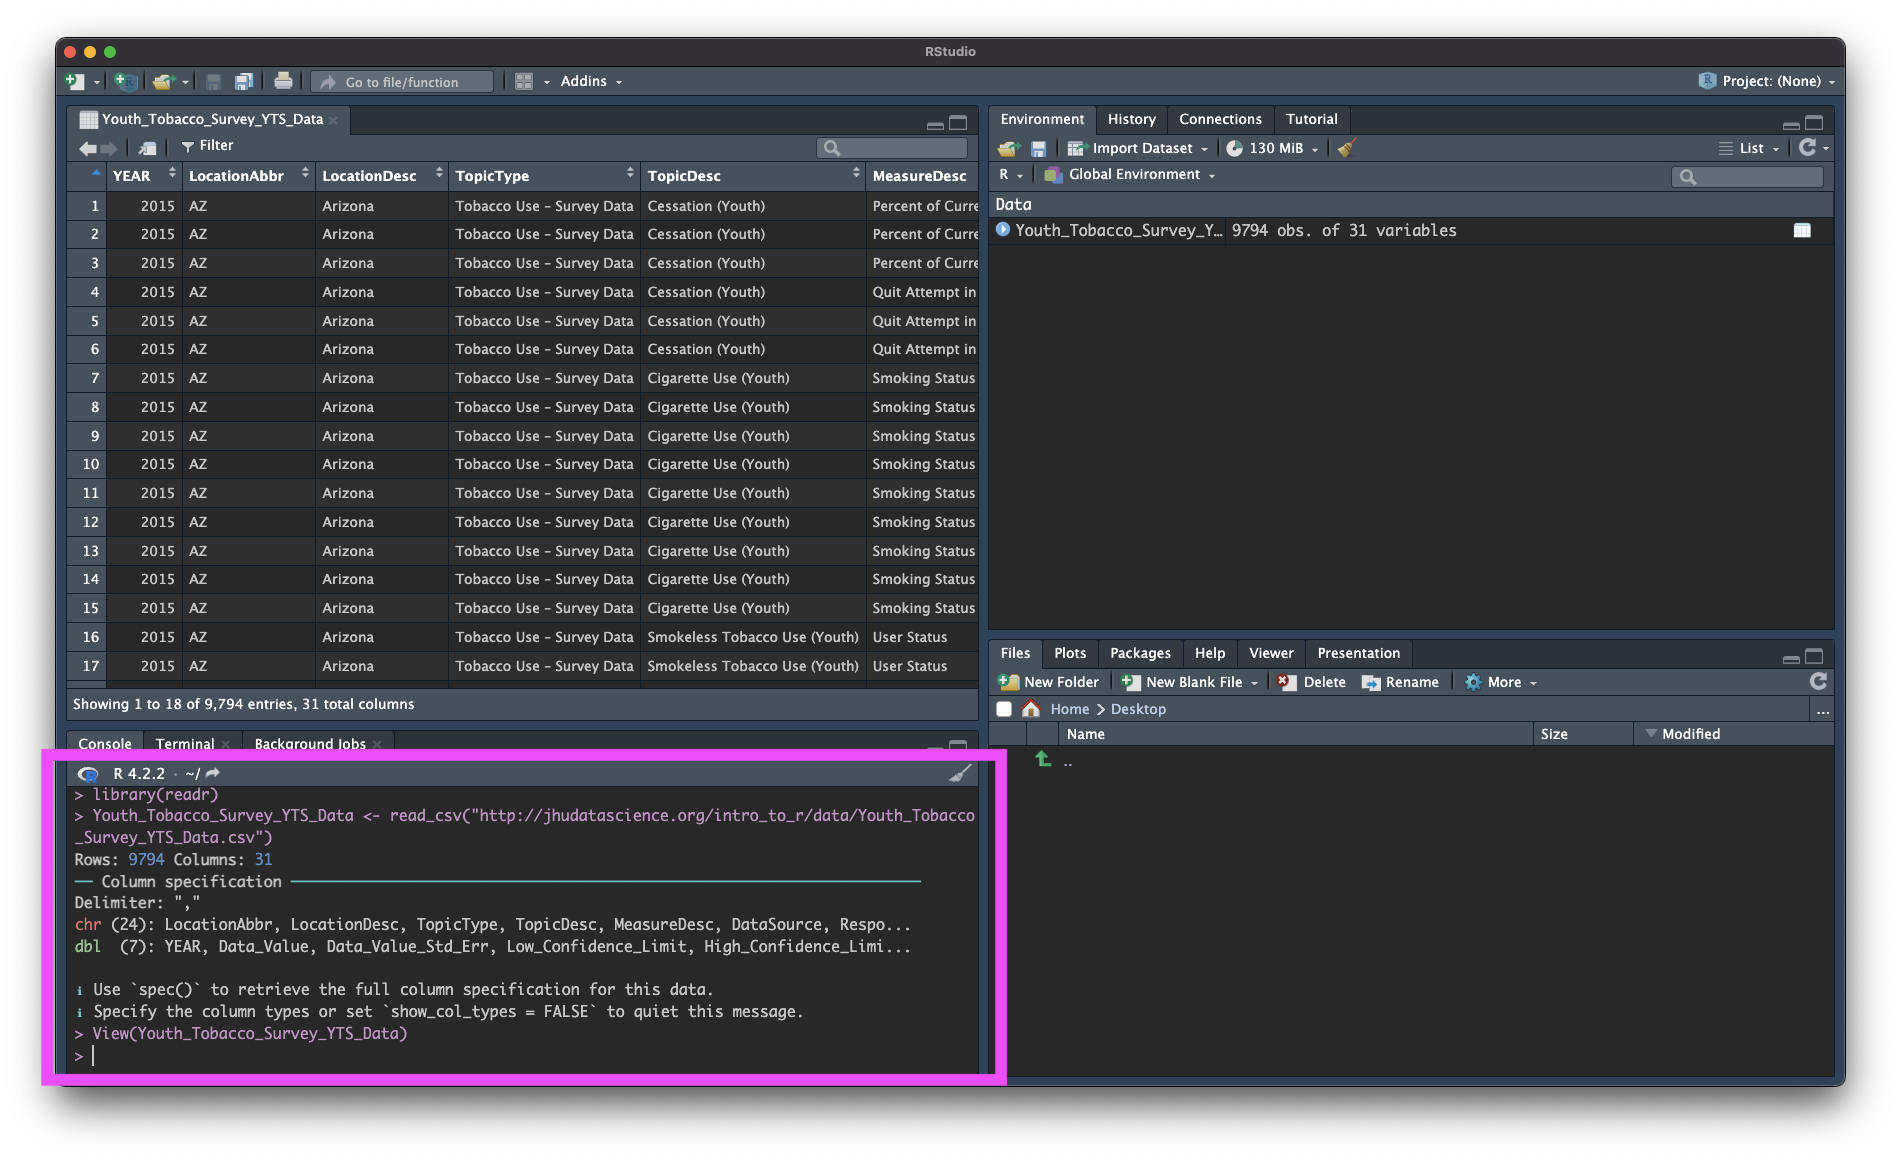 RStudio
Go to file/function Addins Project: (None)
Youth_Tobacco_Survey_YTS_Data
Filter
YEAR LocationAbbr LocationDesc TopicType TopicDesc MeasureDesc
1 2015 AZ Arizona Tobacco Use - Survey Data Cessation (Youth) Percent of Curre
2 2015 AZ Arizona Tobacco Use - Survey Data Cessation (Youth) Percent of Curre
3 2015 AZ Arizona Tobacco Use - Survey Data Cessation (Youth) Percent of Curre
4 2015 AZ Arizona Tobacco Use - Survey Data Cessation (Youth) Quit Attempt in
5 2015 AZ Arizona Tobacco Use - Survey Data Cessation (Youth) Quit Attempt in
6 2015 AZ Arizona Tobacco Use - Survey Data Cessation (Youth) Quit Attempt in
7 2015 AZ Arizona Tobacco Use - Survey Data Cigarette Use (Youth) Smoking Status
8 2015 AZ Arizona Tobacco Use - Survey Data Cigarette Use (Youth) Smoking Status
9 2015 AZ Arizona Tobacco Use - Survey Data Cigarette Use (Youth) Smoking Status
10 2015 AZ Arizona Tobacco Use - Survey Data Cigarette Use (Youth) Smoking Status
11 2015 AZ Arizona Tobacco Use - Survey Data Cigarette Use (Youth) Smoking Status
12 2015 AZ Arizona Tobacco Use - Survey Data Cigarette Use (Youth) Smoking Status
13 2015 AZ Arizona Tobacco Use - Survey Data Cigarette Use (Youth) Smoking Status
14 2015 AZ Arizona Tobacco Use - Survey Data Cigarette Use (Youth) Smoking Status
15 2015 AZ Arizona Tobacco Use - Survey Data Cigarette Use (Youth) Smoking Status
16 2015 AZ Arizona Tobacco Use - Survey Data Smokeless Tobacco Use (Youth) User Status
17 2015 AZ Arizona Tobacco Use - Survey Data Smokeless Tobacco Use (Youth) User Status
Showing 1 to 18 of 9,794 entries, 31 total columns
Console Terminal Background Jobs
R 4.2.2 · ~/
> library(readr)
> Youth_Tobacco_Survey_YTS_Data <- read_csv("http://jhudatascience.org/intro_to_r/data/Youth_Tobacco
_Survey_YTS_Data.csv")
Rows: 9794 Columns: 31
── Column specification ──────────
Delimiter: ","
chr (24): LocationAbbr, LocationDesc, TopicType, TopicDesc, MeasureDesc, DataSource, Respo...
dbl (7): YEAR, Data_Value, Data_Value_Std_Err, Low_Confidence_Limit, High_Confidence_Limi...
ℹ Use `spec()` to retrieve the full column specification for this data.
ℹ Specify the column types or set `show_col_types = FALSE` to quiet this message.
> View(Youth_Tobacco_Survey_YTS_Data)
>
Environment History Connections Tutorial
Import Dataset 130 MiB List
R Global Environment
Data
Youth_Tobacco_Survey_Y… 9794 obs. of 31 variables
Files Plots Packages Help Viewer Presentation
New Folder New Blank File Delete Rename More
Home > Desktop ...
Name Size Modified
..